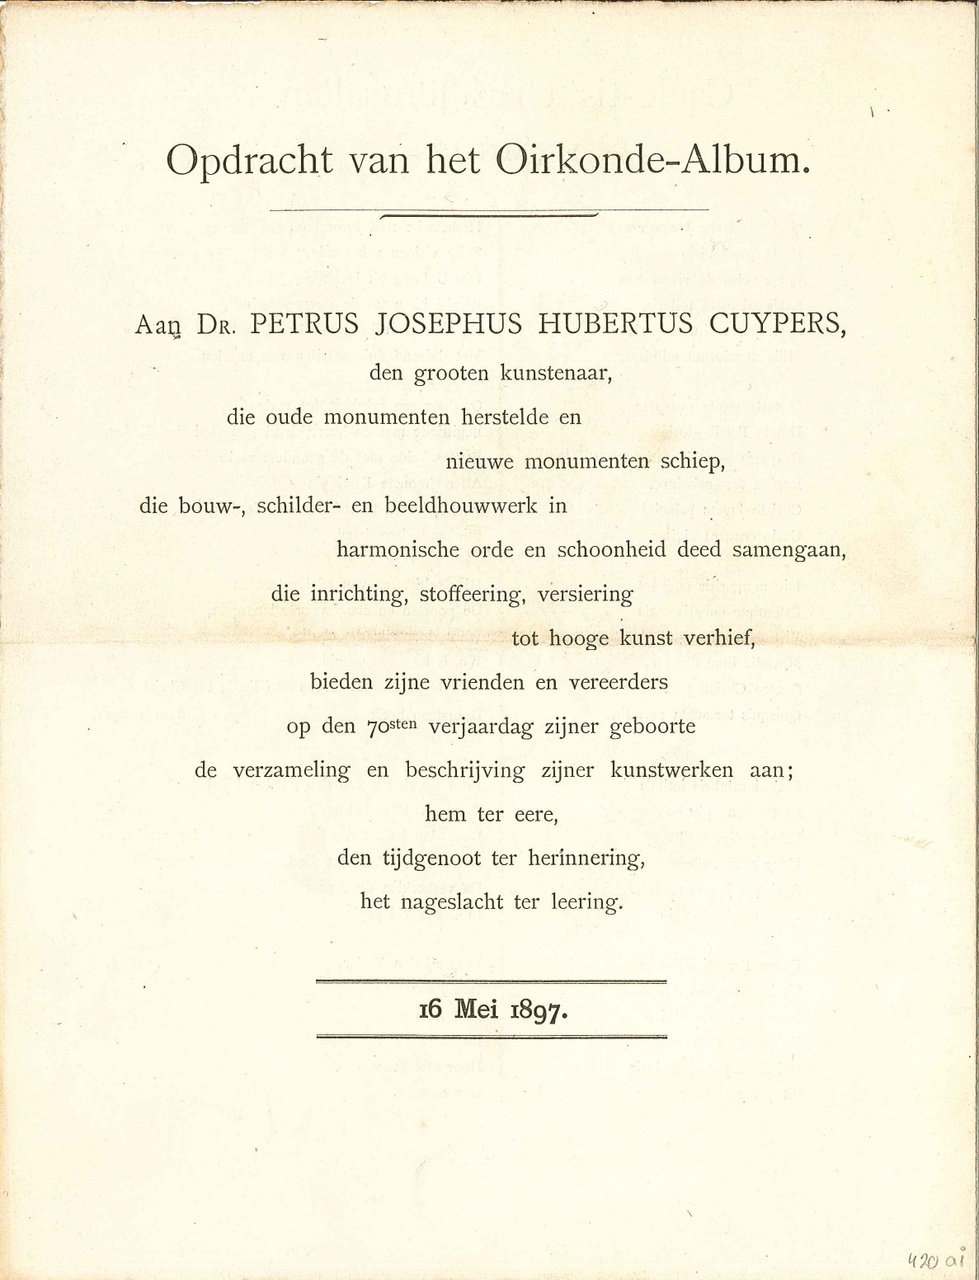 Opdracht van het Oirkonde-Album.
Aan DR. PETRUS JOSEPHUS HUBERTUS CUYPERS,
den grooten kunstenaar,
die oude monumenten herstelde en
nieuwe monumenten schiep,
die bouw-, schilder- en beeldhouwwerk in
harmonische orde en schoonheid deed samengaan,
die inrichting, stoffeering, versiering
tot hooge kunst verhief,
bieden zijne vrienden en vereerders
op den 70sten verjaardag zijner geboorte
de verzameling en beschrijving zijner kunstwerken aan;
hem ter eere,
den tijdgenoot ter herinnering,
het nageslacht ter leering.
16 Mei 1897.
420 ai